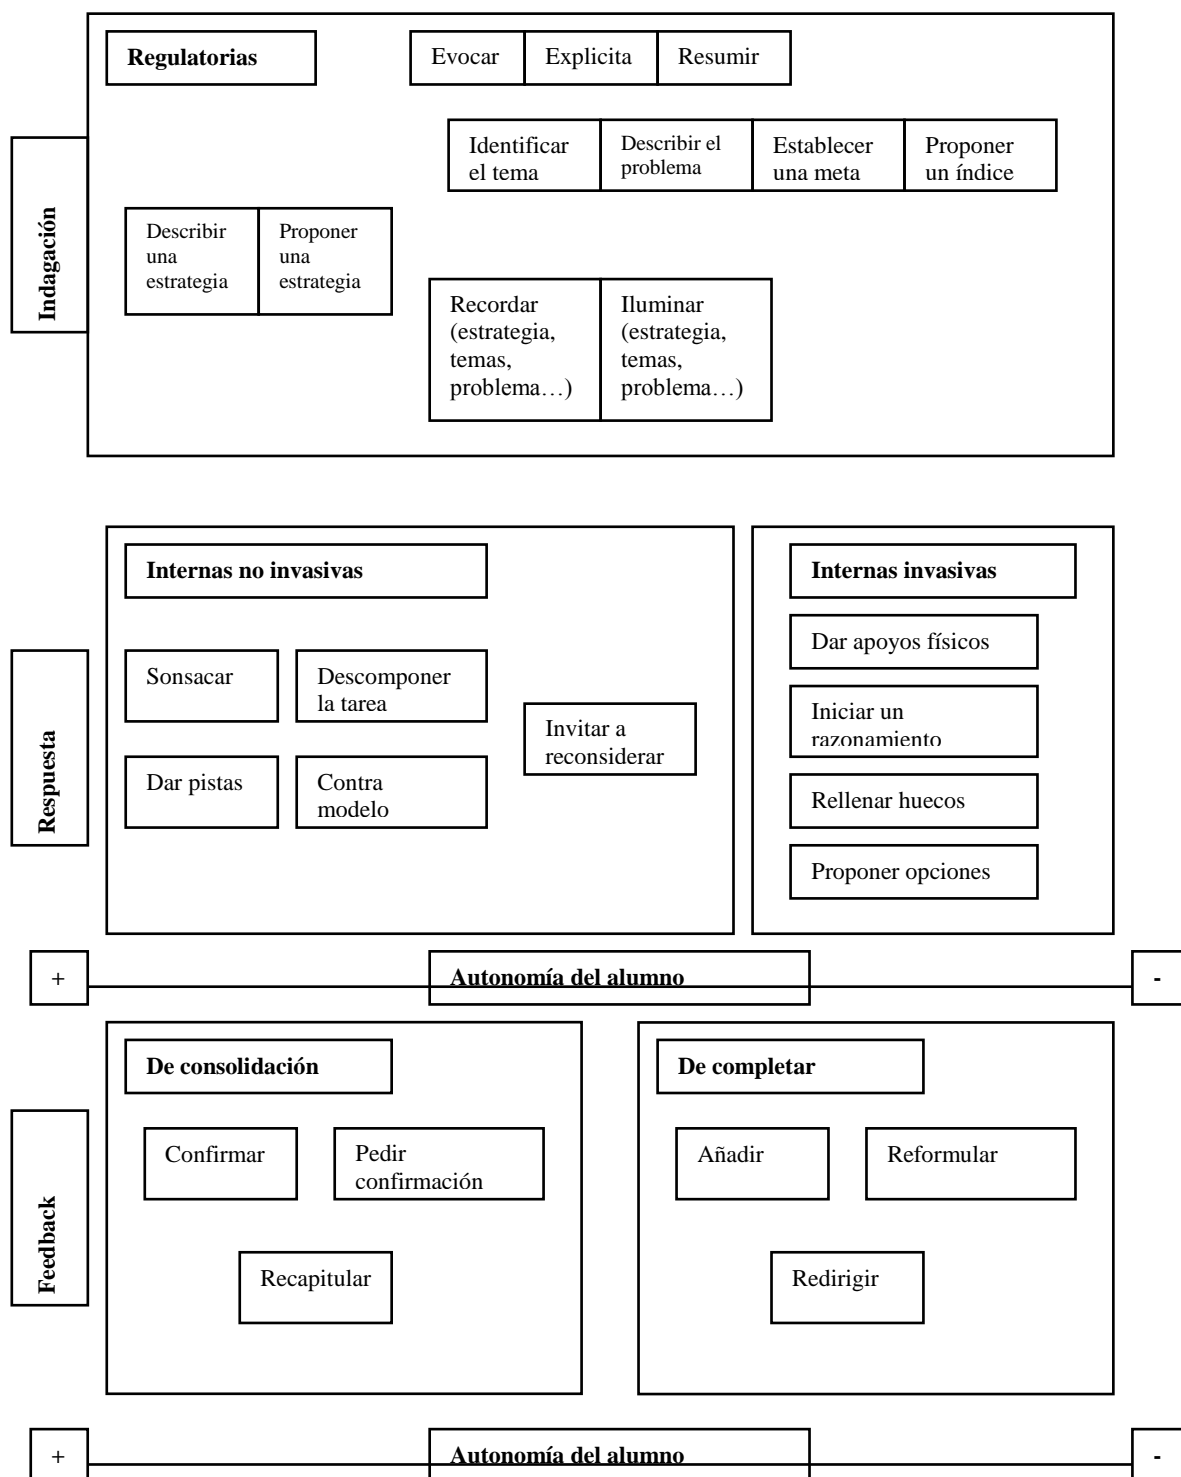 Regulatorias
Evocar
Explicita
Resumir
Identificar
el tema
Describir el
problema
Establecer
una meta
Proponer
un índice
Indagación
Describir
una
estrategia
Proponer
una
estrategia
Recordar
(estrategia,
temas,
problema…)
Iluminar
(estrategia,
temas,
problema…)
Internas no invasivas
Internas invasivas
Respuesta
Sonsacar
Descomponer
la tarea
Invitar a
reconsiderar
Dar pistas
Contra
modelo
Dar apoyos físicos
Iniciar un
razonamiento
Rellenar huecos
Proponer opciones
+
Autonomía del alumno
-
De consolidación
De completar
Feedback
Confirmar
Pedir
confirmación
Recapitular
Añadir
Reformular
Redirigir
+
Autonomía del alumno
-